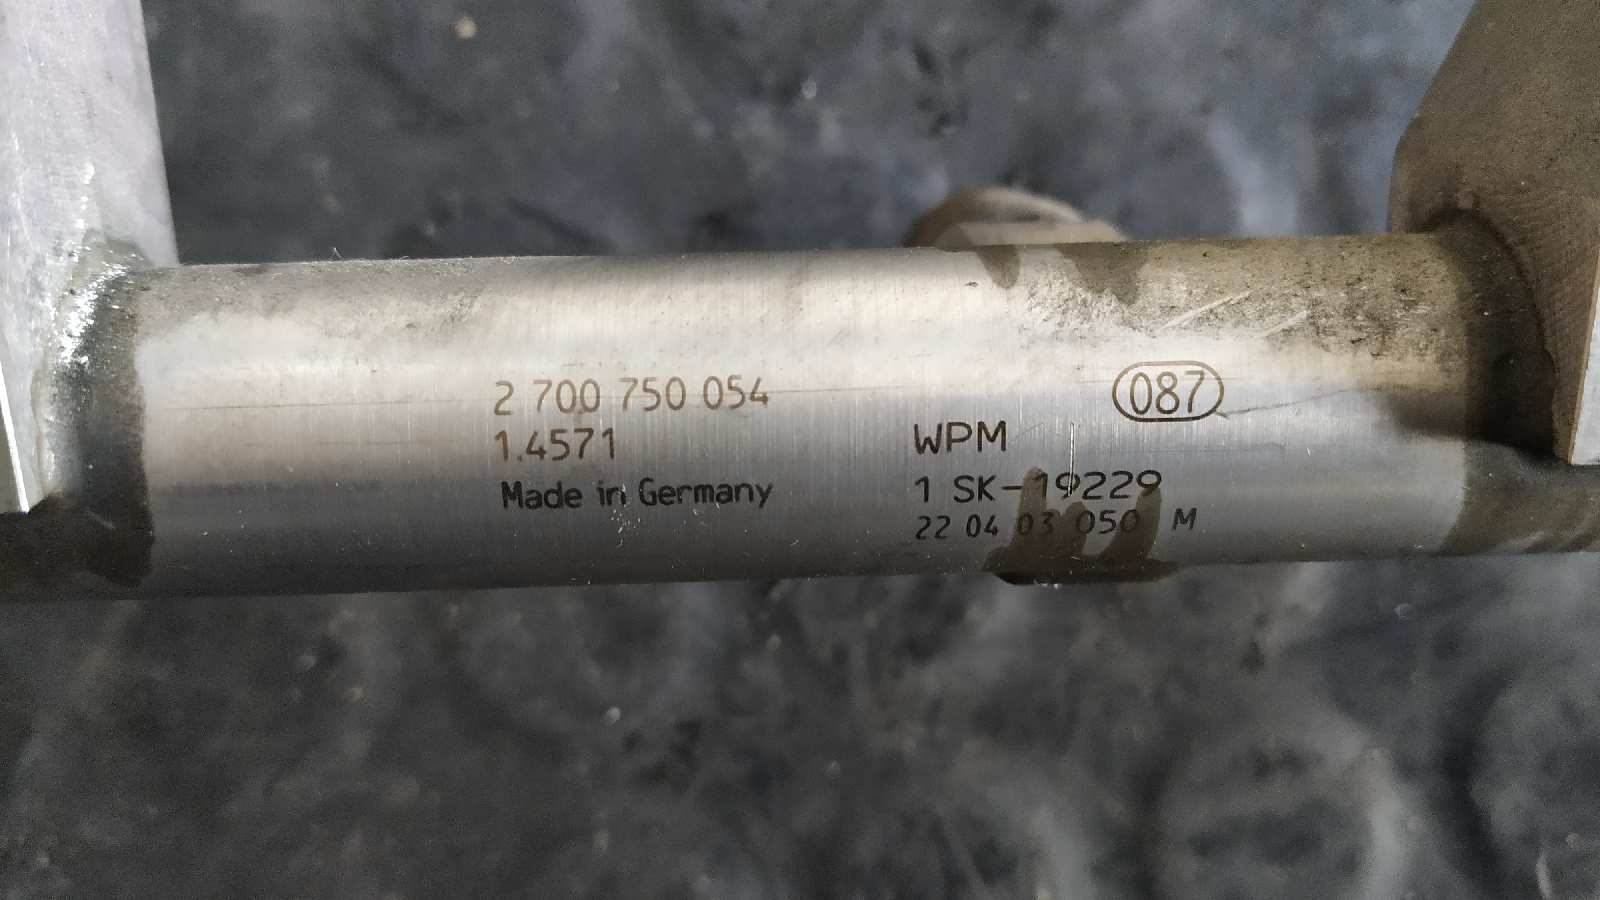 2 700 750 054
1.4571
Made in Germany
087
WPM
1 SK-19229
22 04 03 050 M